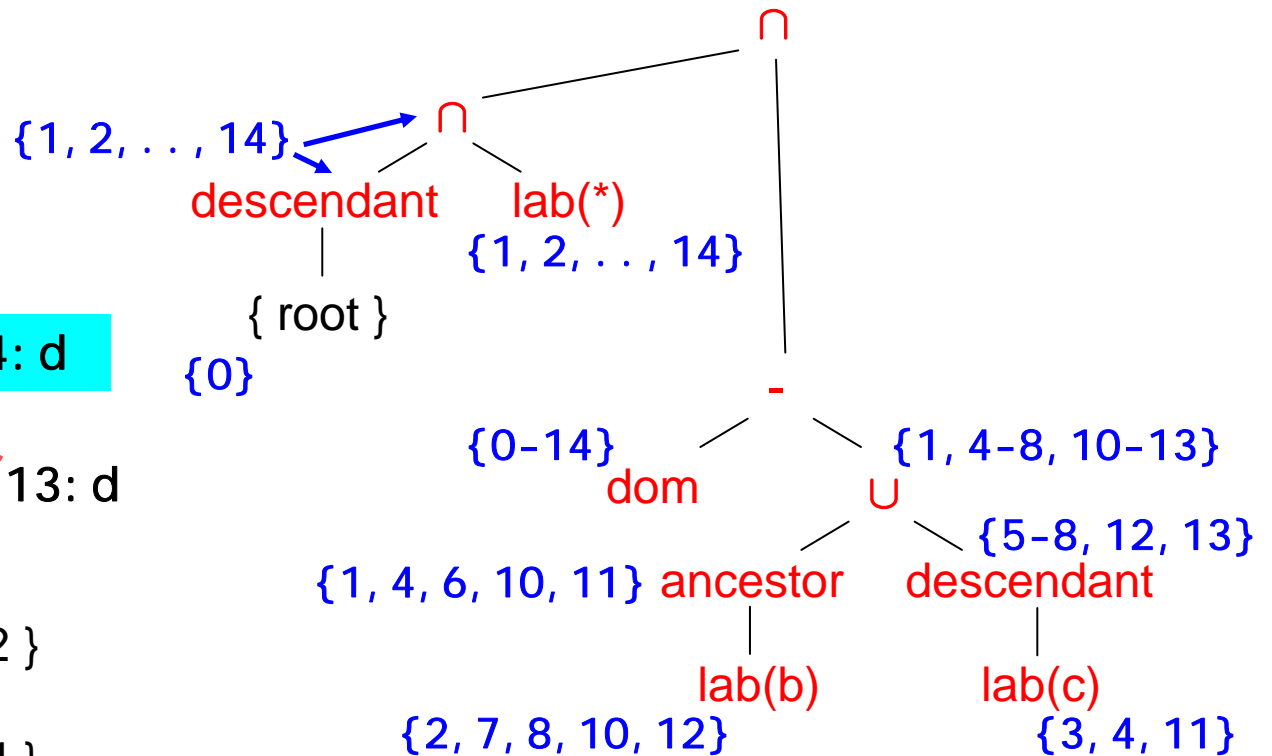 ∩
∩
{1, 2, . . , 14}
descendant lab(*)
{1, 2, . . , 14}
{ root }
4: d
{0}
-
{0-14} {1, 4-8, 10-13}
13: d
dom ∪
{5-8, 12, 13}
{1, 4, 6, 10, 11} ancestor descendant
2 }
lab(b) lab(c)
{2, 7, 8, 10, 12} {3, 4, 11}
}